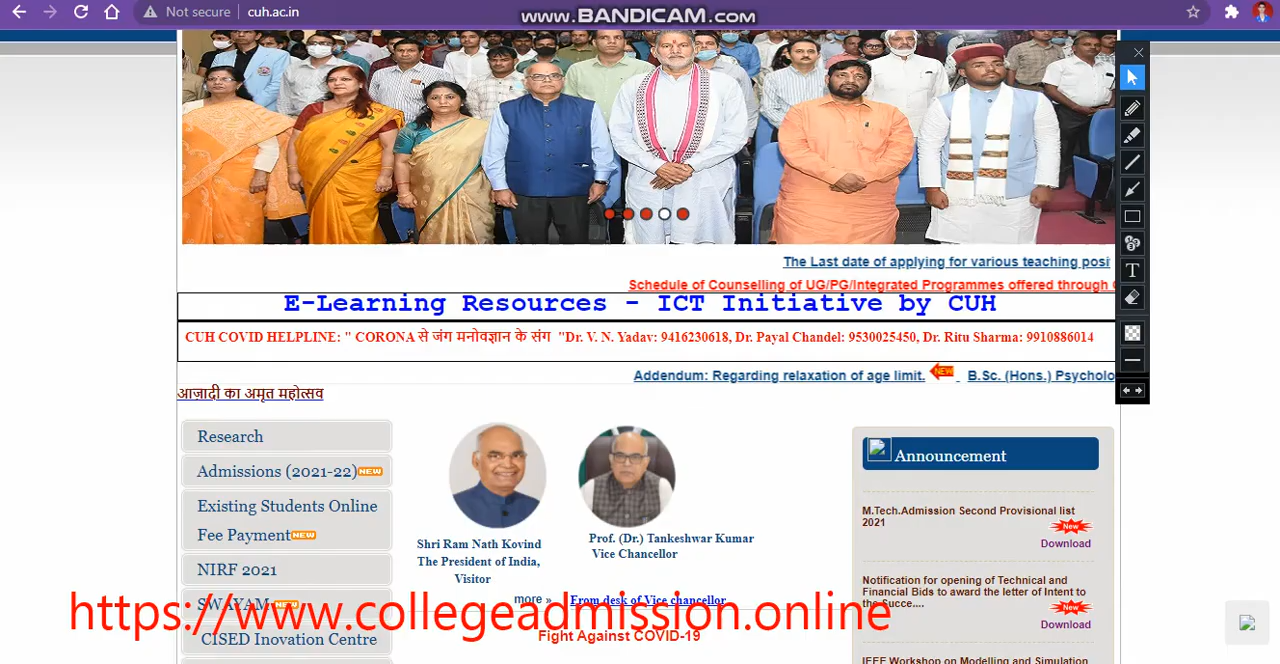 Not secure cuh.ac.in
www.BANDICAM.com
The Last date of applying for various teaching posi
Schedule of Counselling of UG/PG/Integrated Programmes offered through
E-Learning Resources - ICT Initiative by CUH
CUH COVID HELPLINE: " CORONA से जंग मनोवज्ञान के संग "Dr. V. N. Yadav: 9416230618, Dr. Payal Chandel: 9530025450, Dr. Ritu Sharma: 9910886014
Addendum: Regarding relaxation of age limit. NEW B.Sc. (Hons.) Psycholo
आज़ादी का अमृत महोत्सव
Research
Admissions (2021-22) NEW
Existing Students Online
Fee Payment NEW
NIRF 2021
SWAYAM NEW
CISED Inovation Centre
Shri Ram Nath Kovind
The President of India,
Visitor
more »
Prof. (Dr.) Tankeshwar Kumar
Vice Chancellor
From desk of Vice chancellor
Fight Against COVID-19
https://www.collegeadmission.online
Announcement
M.Tech.Admission Second Provisional list
2021
New
Download
Notification for opening of Technical and
Financial Bids to award the letter of Intent to
the Succe....
New
Download
IEEE Workshop on Modelling and Simulation